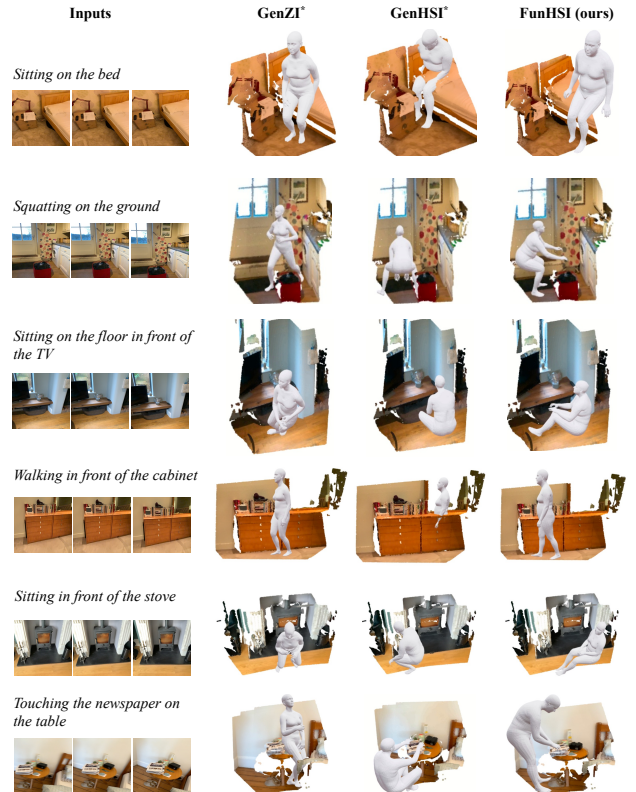 Inputs
GenZI*
GenHSI*
FunHSI (ours)
Sitting on the bed
Squatting on the ground
Sitting on the floor in front of
the TV
Walking in front of the cabinet
Sitting in front of the stove
Touching the newspaper on
the table